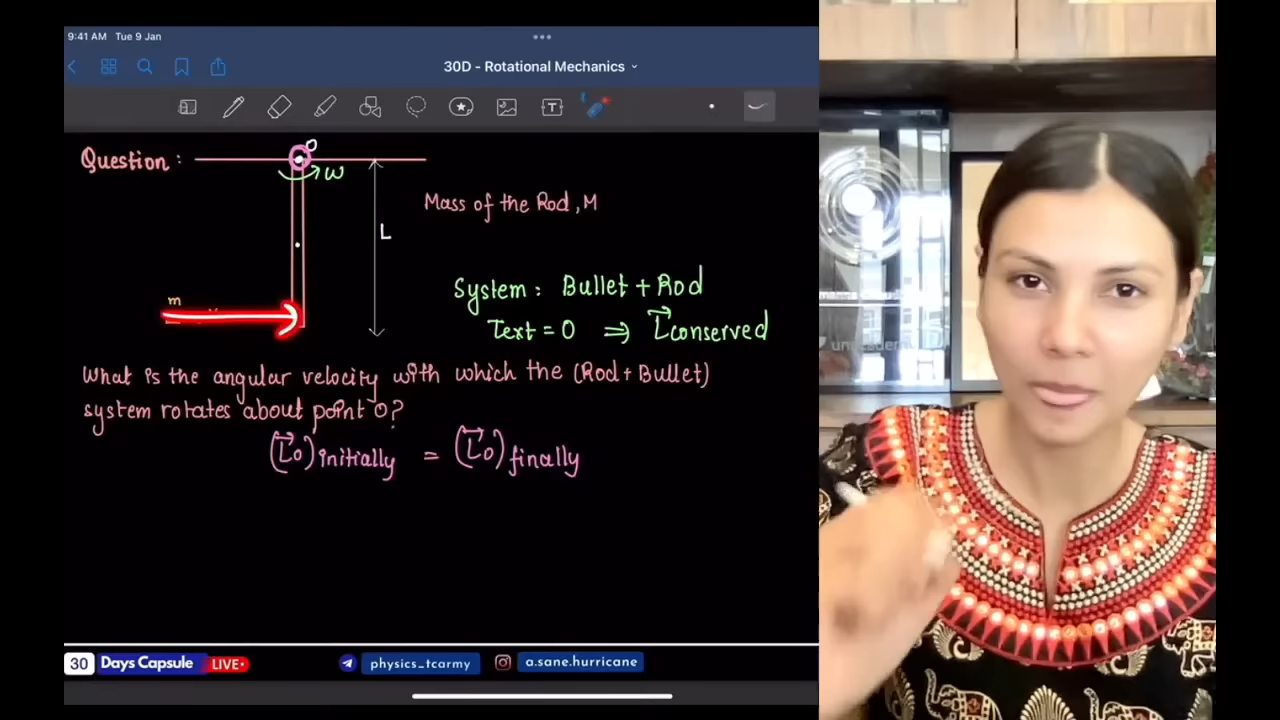 9:41 AM Tue 9 Jan
30D - Rotational Mechanics
Question:
O
ω
Mass of the Rod, M
L
m
System: Bullet + Rod
τext = 0 ⇒ L⃗ conserved
What is the angular velocity with which the (Rod + Bullet)
system rotates about point O?
(L⃗o) initially = (L⃗o) finally
30 Days Capsule LIVE
physics_tcarmy
a.sane.hurricane